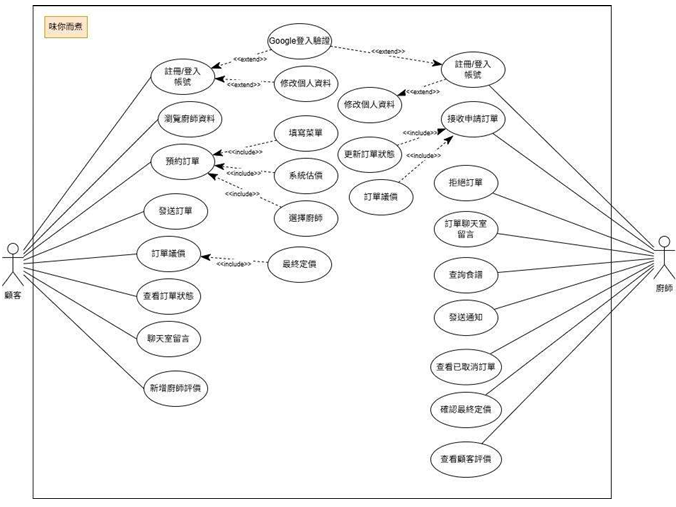 味你而煮
Google登入驗證
<<extend>>
<<extend>>
註冊/登入
帳號
註冊/登入
帳號
<<extend>>
修改個人資料
<<extend>>
修改個人資料
瀏覽廚師資料
接收申請訂單
填寫菜單
<<include>>
<<include>>
更新訂單狀態
預約訂單
<<include>>
系統估價
<<include>>
訂單議價
拒絕訂單
<<include>>
選擇廚師
發送訂單
訂單聊天室
留言
訂單議價
<<include>>
最終定價
查詢食譜
顧客
廚師
查看訂單狀態
發送通知
聊天室留言
查看已取消訂單
新增廚師評價
確認最終定價
查看顧客評價